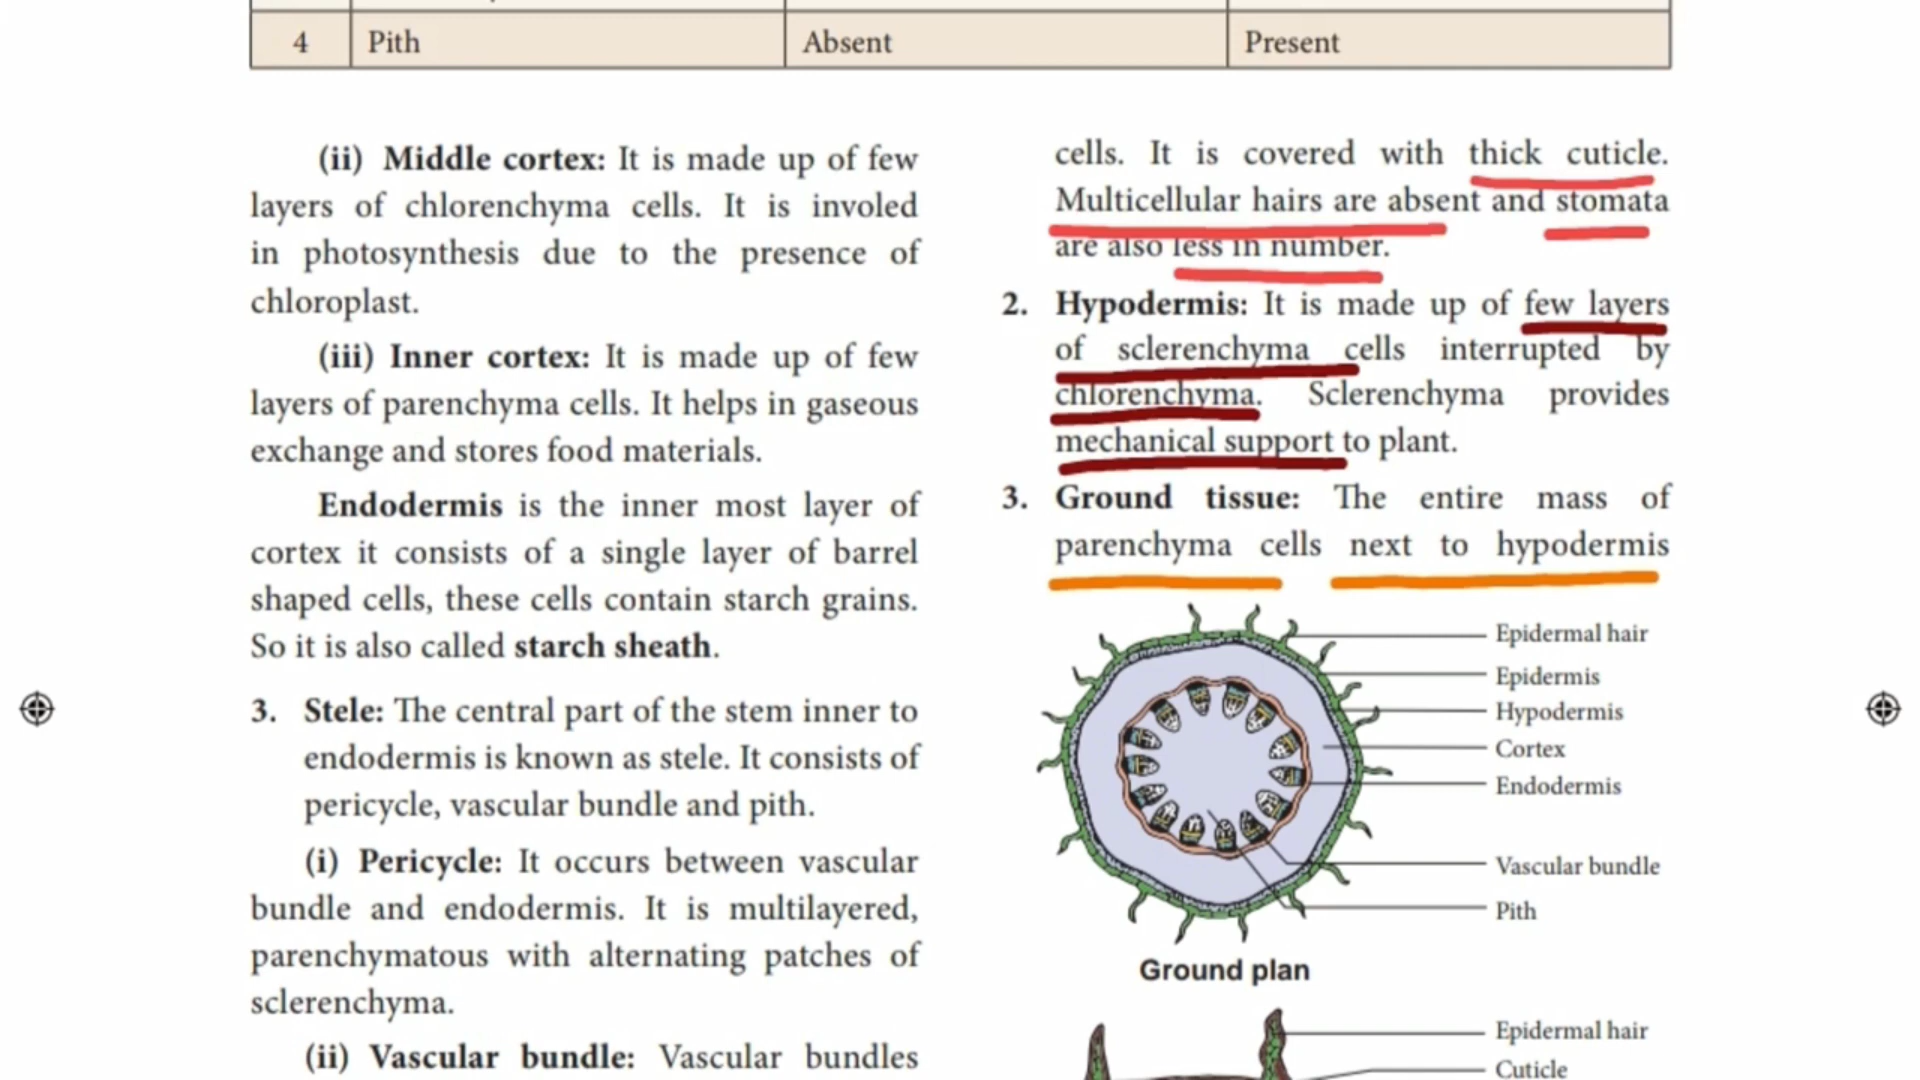 4 Pith Absent Present
(ii) Middle cortex: It is made up of few
layers of chlorenchyma cells. It is involed
in photosynthesis due to the presence of
chloroplast.
(iii) Inner cortex: It is made up of few
layers of parenchyma cells. It helps in gaseous
exchange and stores food materials.
Endodermis is the inner most layer of
cortex it consists of a single layer of barrel
shaped cells, these cells contain starch grains.
So it is also called starch sheath.
3. Stele: The central part of the stem inner to
endodermis is known as stele. It consists of
pericycle, vascular bundle and pith.
(i) Pericycle: It occurs between vascular
bundle and endodermis. It is multilayered,
parenchymatous with alternating patches of
sclerenchyma.
(ii) Vascular bundle: Vascular bundles
cells. It is covered with thick cuticle.
Multicellular hairs are absent and stomata
are also less in number.
2. Hypodermis: It is made up of few layers
of sclerenchyma cells interrupted by
chlorenchyma. Sclerenchyma provides
mechanical support to plant.
3. Ground tissue: The entire mass of
parenchyma cells next to hypodermis
Epidermal hair
Epidermis
Hypodermis
Cortex
Endodermis
Vascular bundle
Pith
Ground plan
Epidermal hair
Cuticle